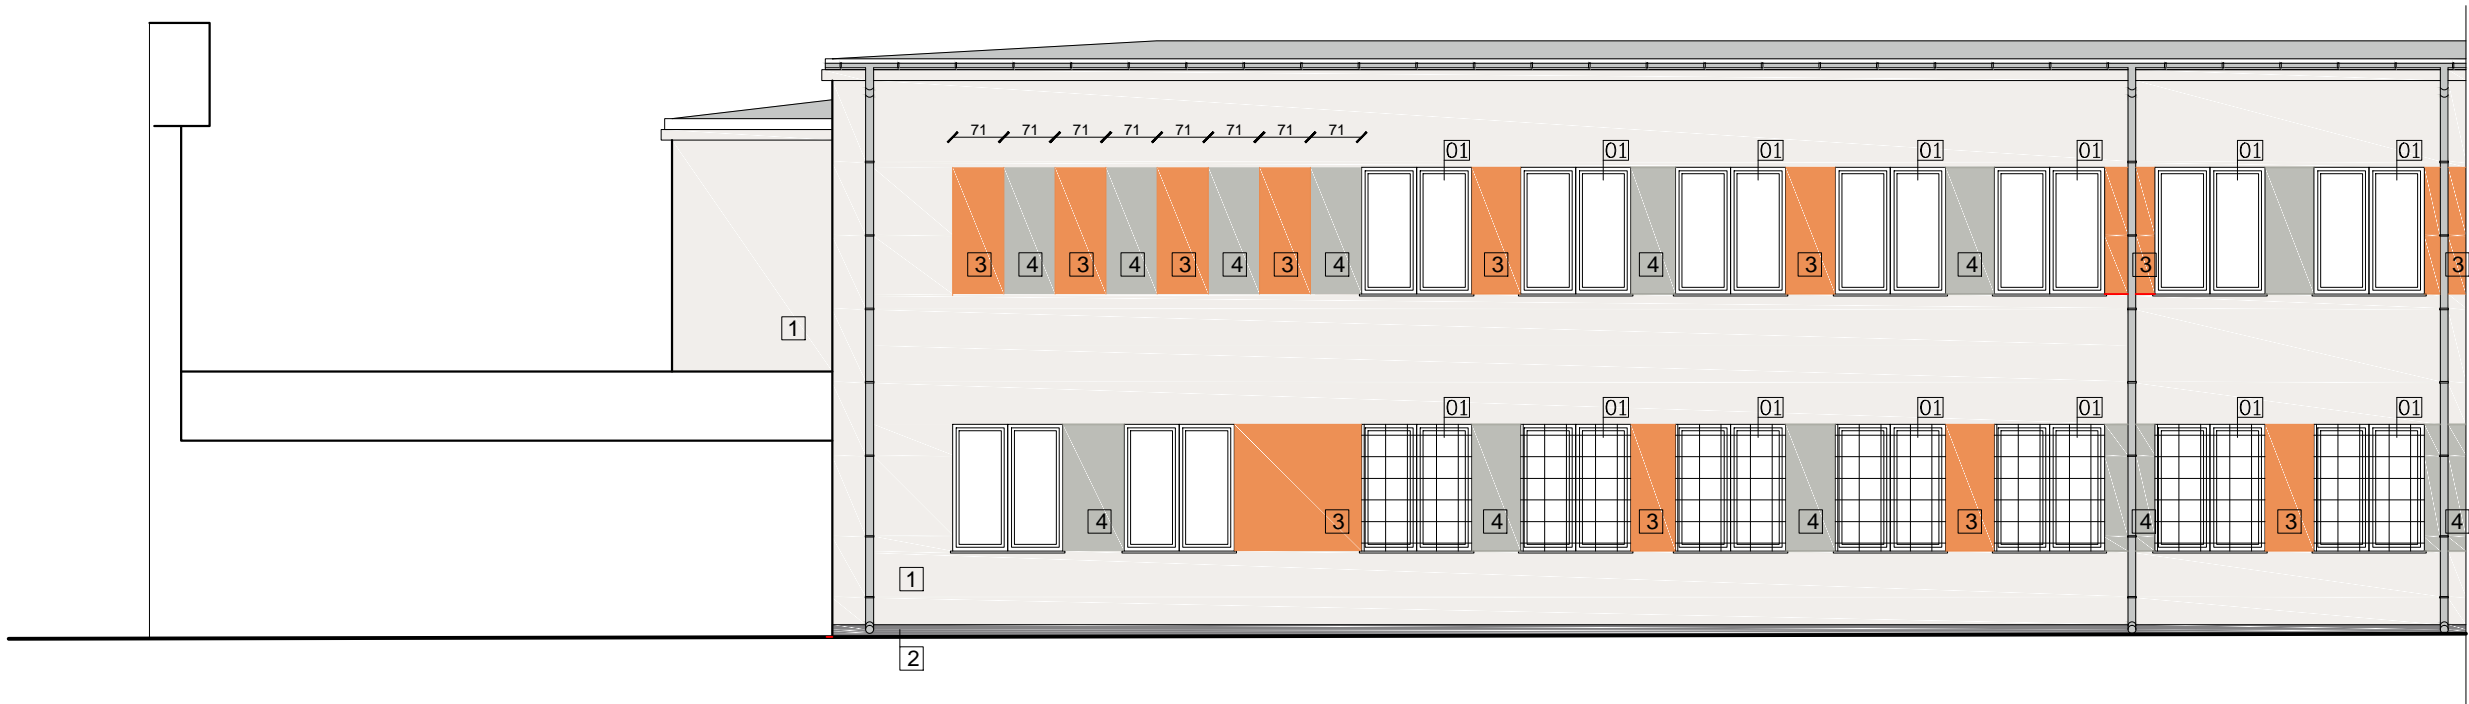 71 71 71 71 71 71 71 71
01 01 01 01 01 01 01
3 4 3 4 3 4 3 4 3 4 3 4 3 3
1
01 01 01 01 01 01 01
4 3 4 3 4 3 4 3 4
1
2